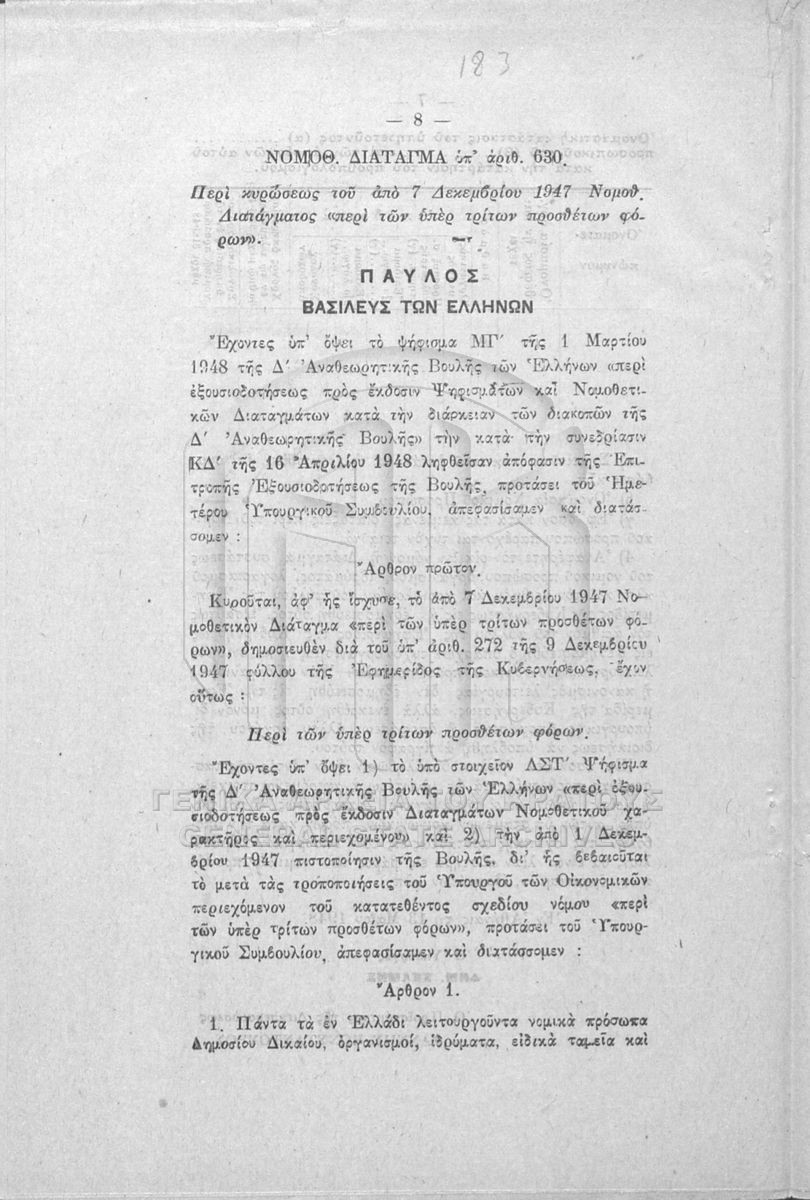 183
— 8 —
ΝΟΜΟΘ. ΔΙΑΤΑΓΜΑ ὑπ' ἀριθ. 630.
Περὶ κυρώσεως τοῦ ἀπὸ 7 Δεκεμβρίου 1947 Νομοθ.
Διατάγματος «περὶ τῶν ὑπὲρ τρίτων προσθέτων φό-
ρων».
ΠΑΥΛΟΣ
ΒΑΣΙΛΕΥΣ ΤΩΝ ΕΛΛΗΝΩΝ
Ἔχοντες ὑπ' ὄψει τὸ ψήφισμα ΜΓ' τῆς 1 Μαρτίου
1948 τῆς Δ' Ἀναθεωρητικῆς Βουλῆς τῶν Ἑλλήνων «περὶ
ἐξουσιοδοτήσεως πρὸς ἔκδοσιν Ψηφισμάτων καὶ Νομοθετι-
κῶν Διαταγμάτων κατὰ τὴν διάρκειαν τῶν διακοπῶν τῆς
Δ' Ἀναθεωρητικῆς Βουλῆς» τὴν κατὰ τὴν συνεδρίασιν
ΚΔ' τῆς 16 Ἀπριλίου 1948 ληφθεῖσαν ἀπόφασιν τῆς Ἐπι-
τροπῆς Ἐξουσιοδοτήσεως τῆς Βουλῆς, προτάσει τοῦ Ἡμε-
τέρου Ὑπουργικοῦ Συμβουλίου, ἀπεφασίσαμεν καὶ διατάσ-
σομεν :
Ἄρθρον πρῶτον.
Κυροῦται, ἀφ' ἧς ἴσχυσε, τὸ ἀπὸ 7 Δεκεμβρίου 1947 Νο-
μοθετικὸν Διάταγμα «περὶ τῶν ὑπὲρ τρίτων προσθέτων φό-
ρων», δημοσιευθὲν διὰ τοῦ ὑπ' ἀριθ. 272 τῆς 9 Δεκεμβρίου
1947 φύλλου τῆς Ἐφημερίδος τῆς Κυβερνήσεως, ἔχον
οὕτως :
Περὶ τῶν ὑπὲρ τρίτων προσθέτων φόρων.
Ἔχοντες ὑπ' ὄψει 1) τὸ ὑπὸ στοιχεῖον ΛΣΤ' Ψήφισμα
τῆς Δ' Ἀναθεωρητικῆς Βουλῆς τῶν Ἑλλήνων «περὶ ἐξου-
σιοδοτήσεως πρὸς ἔκδοσιν Διαταγμάτων Νομοθετικοῦ χα-
ρακτῆρος καὶ περιεχομένου» καὶ 2) τὴν ἀπὸ 1 Δεκεμ-
βρίου 1947 πιστοποίησιν τῆς Βουλῆς, δι' ἧς βεβαιοῦται
τὸ μετὰ τὰς τροποποιήσεις τοῦ Ὑπουργοῦ τῶν Οἰκονομικῶν
περιεχόμενον τοῦ κατατεθέντος σχεδίου νόμου «περὶ
τῶν ὑπὲρ τρίτων προσθέτων φόρων», προτάσει τοῦ Ὑπουρ-
γικοῦ Συμβουλίου, ἀπεφασίσαμεν καὶ διατάσσομεν :
Ἄρθρον 1.
1. Πάντα τὰ ἐν Ἑλλάδι λειτουργοῦντα νομικὰ πρόσωπα
Δημοσίου Δικαίου, ὀργανισμοί, ἱδρύματα, εἰδικὰ ταμεῖα καὶ
ΓΕΝΙΚΑ ΑΡΧΕΙΑ ΤΟΥ ΚΡΑΤΟΥΣ
GENERAL STATE ARCHIVES